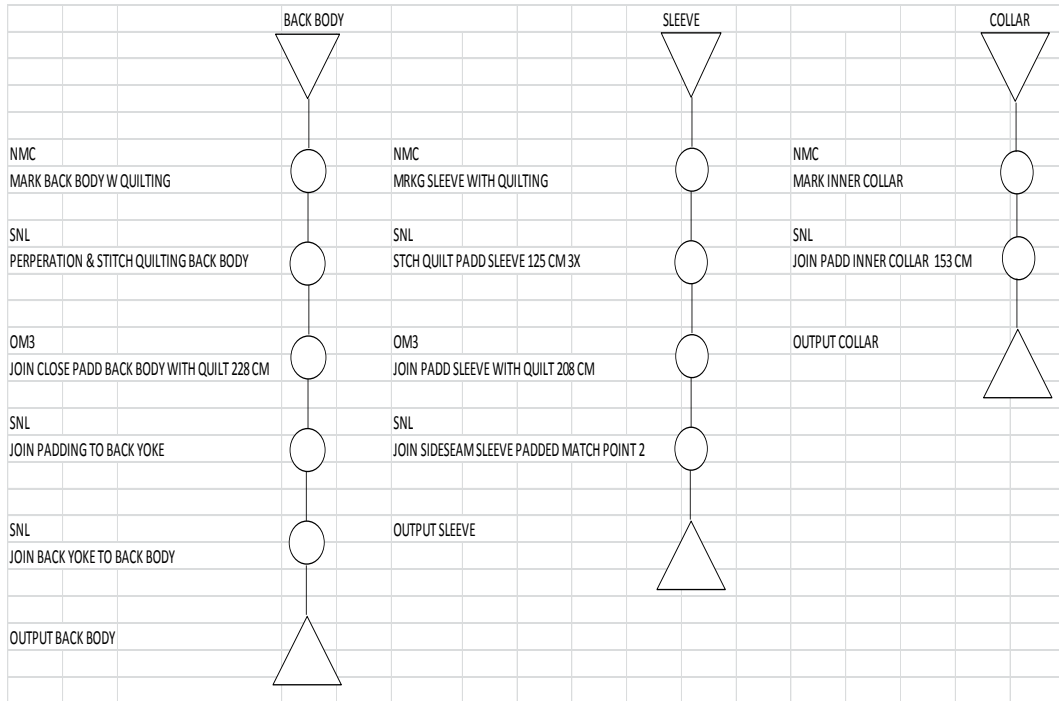 BACK BODY
NMC
MARK BACK BODY W QUILTING
SNL
PERPERATION & STITCH QUILTING BACK BODY
OM3
JOIN CLOSE PADD BACK BODY WITH QUILT 228 CM
SNL
JOIN PADDING TO BACK YOKE
SNL
JOIN BACK YOKE TO BACK BODY
OUTPUT BACK BODY
SLEEVE
NMC
MRKG SLEEVE WITH QUILTING
SNL
STCH QUILT PADD SLEEVE 125 CM 3X
OM3
JOIN PADD SLEEVE WITH QUILT 208 CM
SNL
JOIN SIDESEAM SLEEVE PADDED MATCH POINT 2
OUTPUT SLEEVE
COLLAR
NMC
MARK INNER COLLAR
SNL
JOIN PADD INNER COLLAR 153 CM
OUTPUT COLLAR